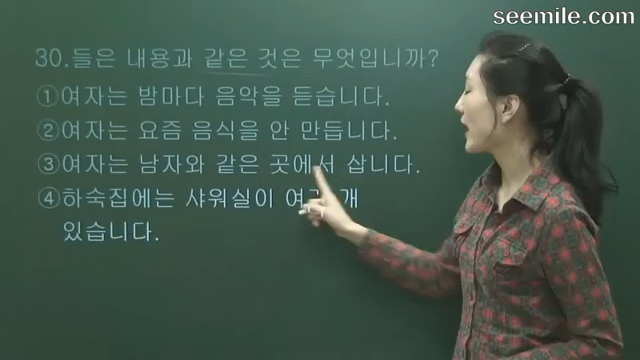 seemile.com
30.들은 내용과 같은 것은 무엇입니까?
①여자는 밤마다 음악을 듣습니다.
②여자는 요즘 음식을 안 만듭니다.
③여자는 남자와 같은 곳에서 삽니다.
④하숙집에는 샤워실이 개
있습니다.